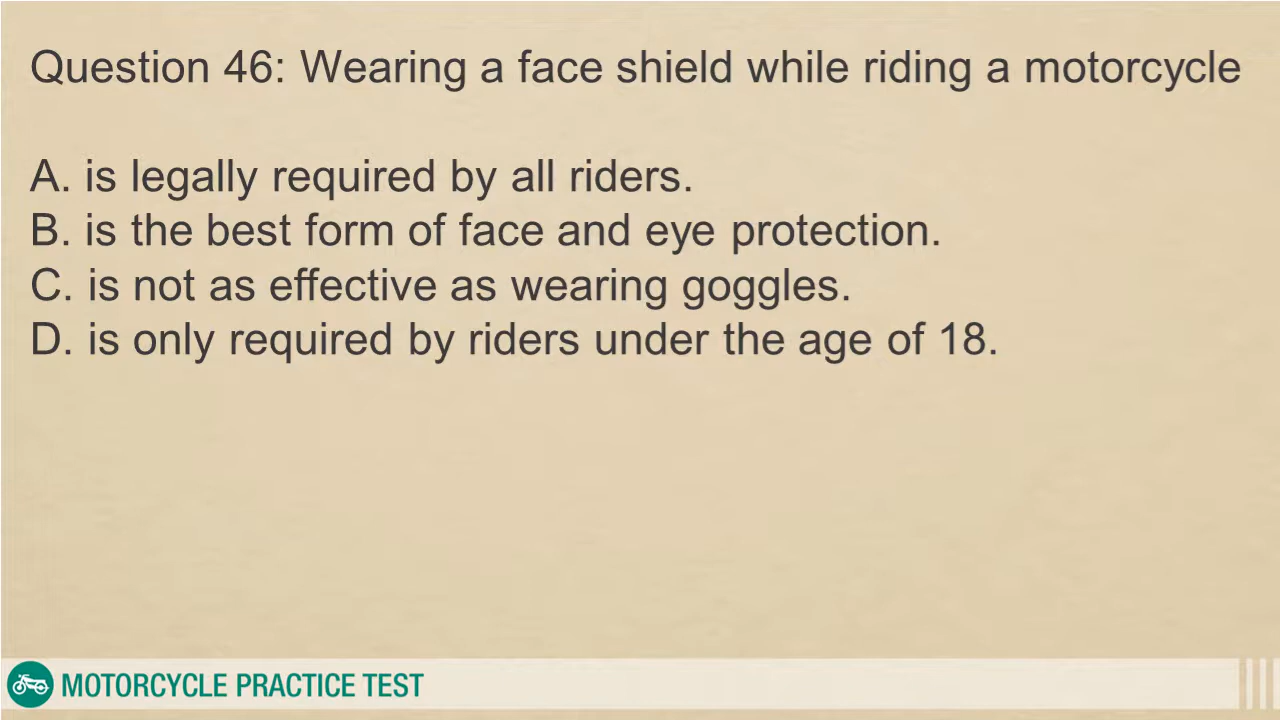 Question 46: Wearing a face shield while riding a motorcycle
A. is legally required by all riders.
B. is the best form of face and eye protection.
C. is not as effective as wearing goggles.
D. is only required by riders under the age of 18.
MOTORCYCLE PRACTICE TEST